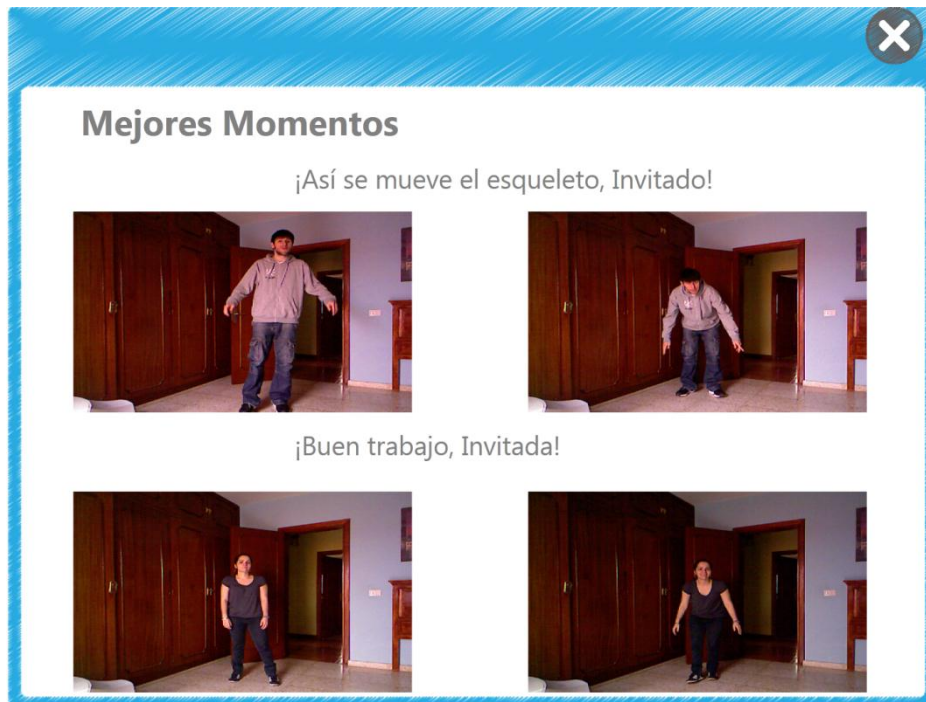 Mejores Momentos
¡Así se mueve el esqueleto, Invitado!
¡Buen trabajo, Invitada!